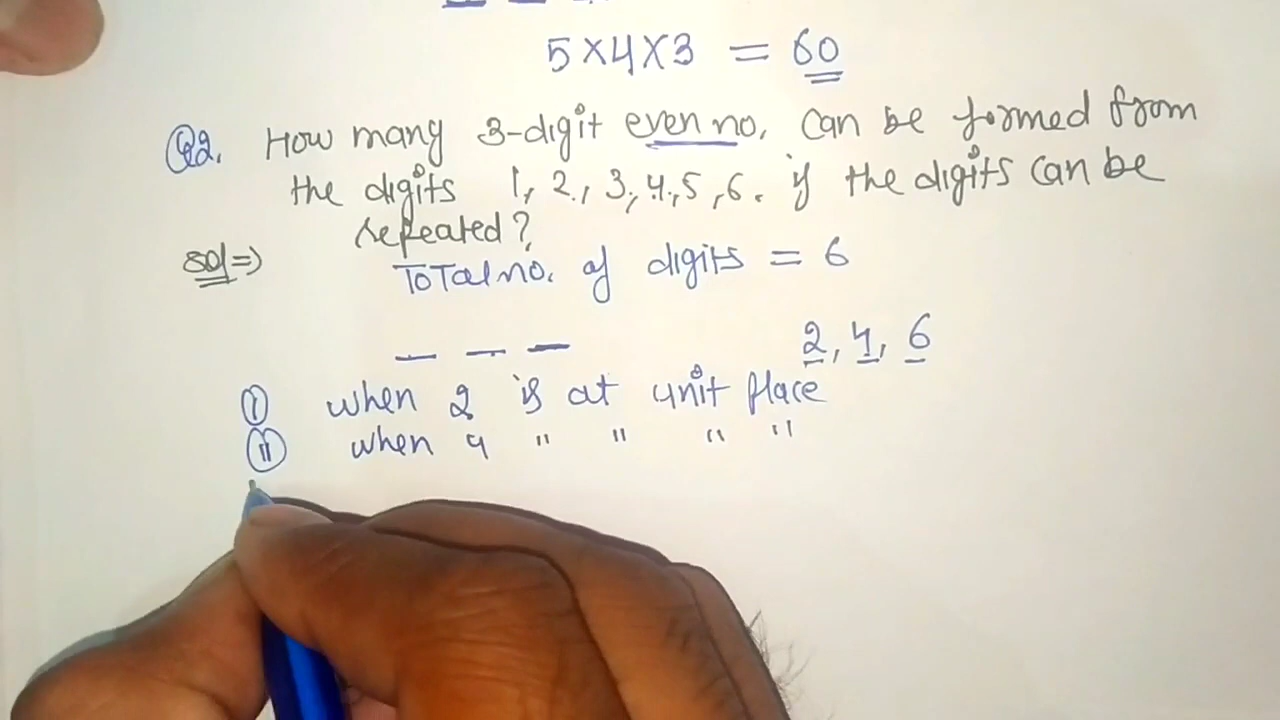 5×4×3 = 60
Q2. How many 3-digit even no. can be formed from
the digits 1, 2, 3, 4, 5, 6. if the digits can be
repeated?
Sol⇒ Total no. of digits = 6
2, 4, 6
I when 2 is at unit place
II when 4 " " " "